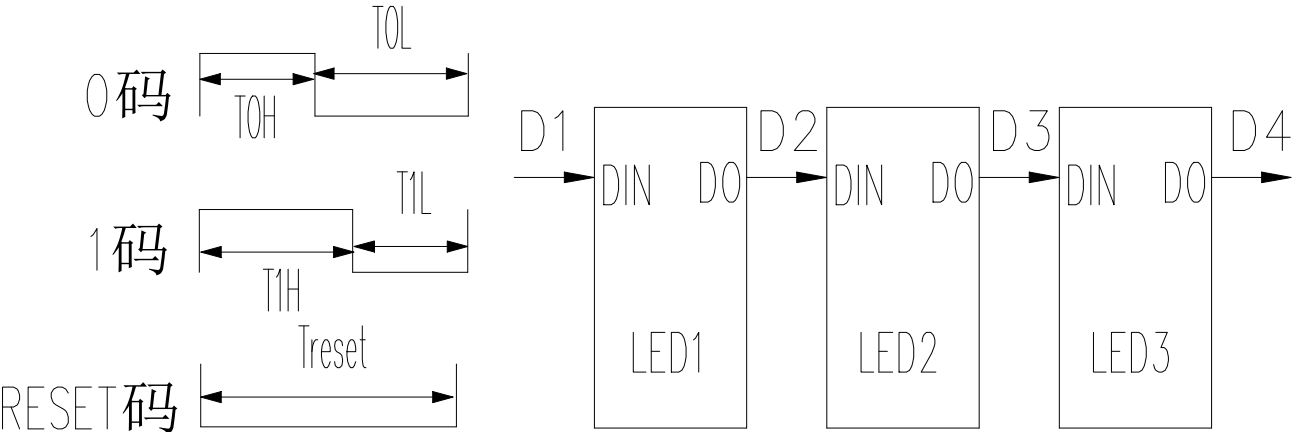 T0L
0码
T0H
T1L
1码
T1H
Treset
RESET码
D1 D2 D3 D4
DIN DO DIN DO DIN DO
LED1 LED2 LED3